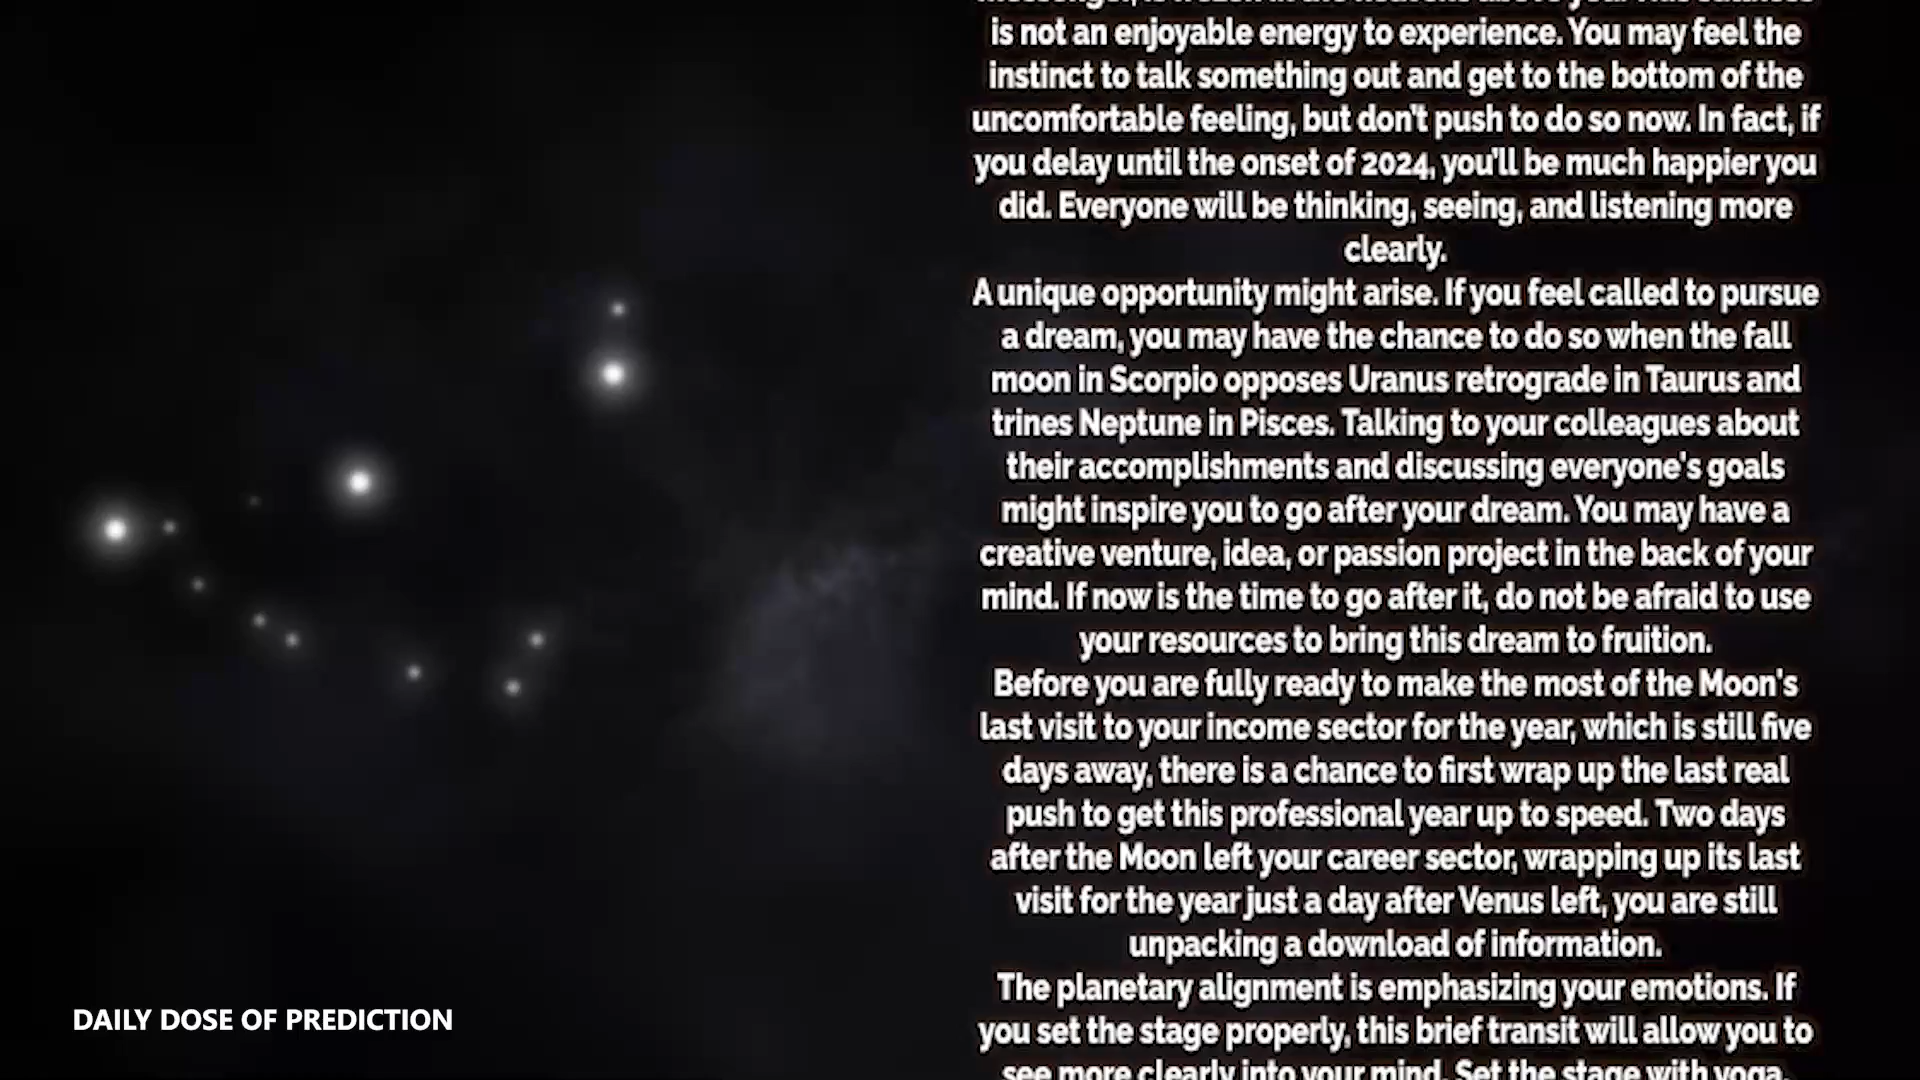 is not an enjoyable energy to experience. You may feel the
instinct to talk something out and get to the bottom of the
uncomfortable feeling, but don't push to do so now. In fact, if
you delay until the onset of 2024, you'll be much happier you
did. Everyone will be thinking, seeing, and listening more
clearly.
A unique opportunity might arise. If you feel called to pursue
a dream, you may have the chance to do so when the fall
moon in Scorpio opposes Uranus retrograde in Taurus and
trines Neptune in Pisces. Talking to your colleagues about
their accomplishments and discussing everyone's goals
might inspire you to go after your dream. You may have a
creative venture, idea, or passion project in the back of your
mind. If now is the time to go after it, do not be afraid to use
your resources to bring this dream to fruition.
Before you are fully ready to make the most of the Moon's
last visit to your income sector for the year, which is still five
days away, there is a chance to first wrap up the last real
push to get this professional year up to speed. Two days
after the Moon left your career sector, wrapping up its last
visit for the year just a day after Venus left, you are still
unpacking a download of information.
The planetary alignment is emphasizing your emotions. If
you set the stage properly, this brief transit will allow you to
see more clearly into your mind. Set the stage with yoga,
DAILY DOSE OF PREDICTION